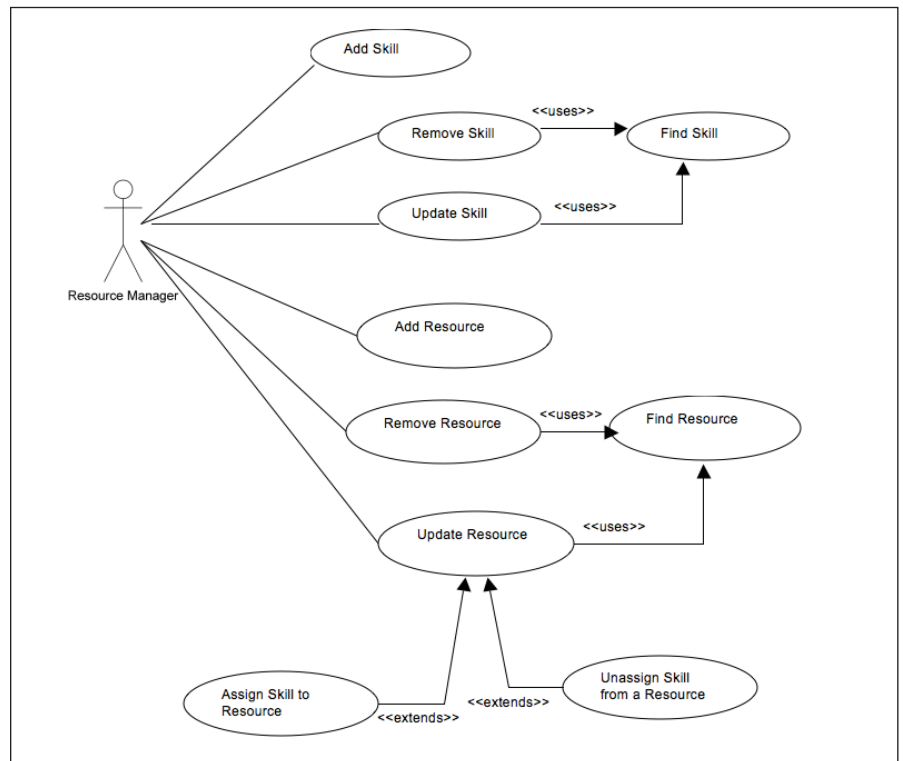 Add Skill
<<uses>>
Remove Skill
Find Skill
Update Skill
<<uses>>
Resource Manager
Add Resource
<<uses>>
Remove Resource
Find Resource
Update Resource
<<uses>>
Assign Skill to
Resource
<<extends>>
<<extends>>
Unassign Skill
from a Resource